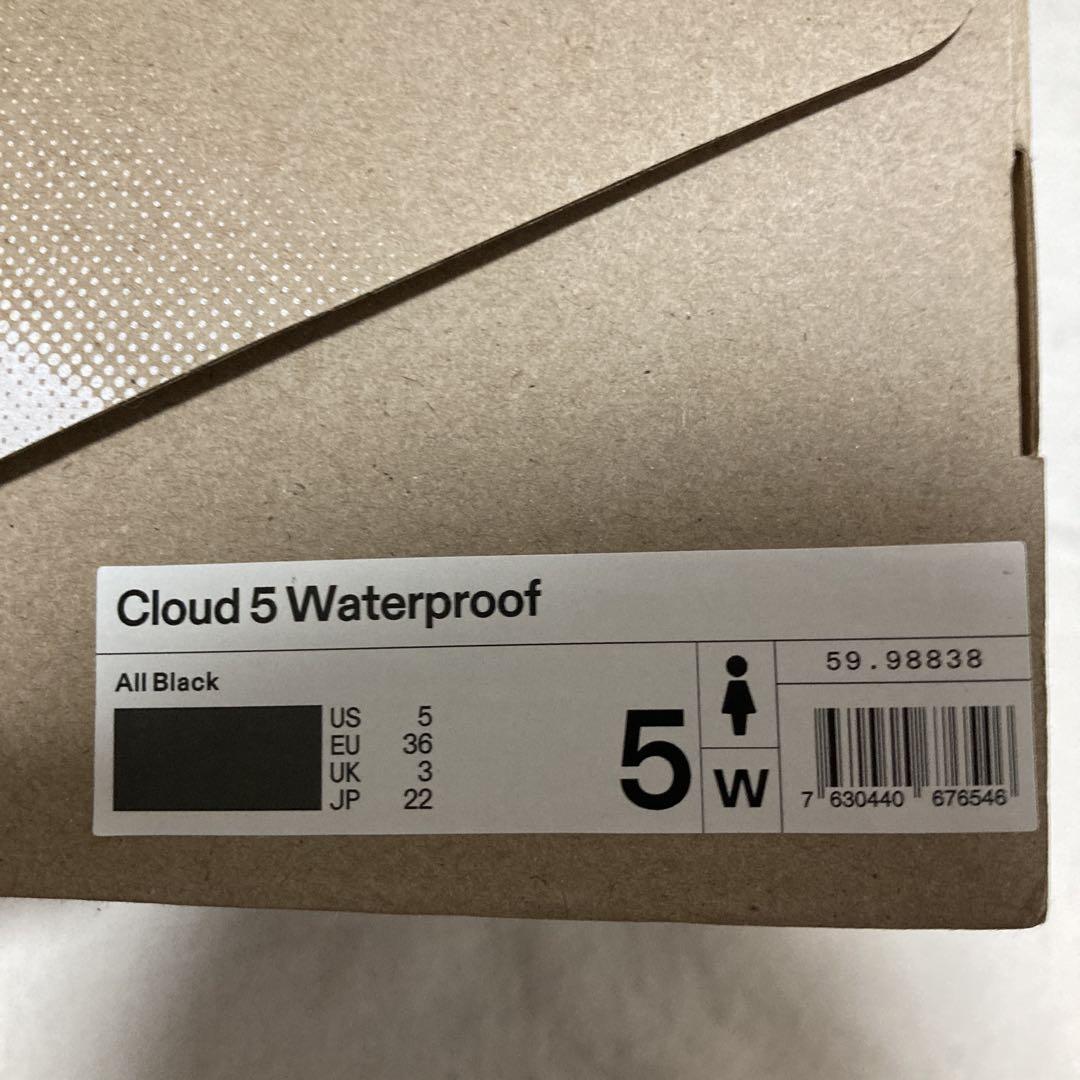 Cloud 5 Waterproof
All Black
US 5
EU 36
UK 3
JP 22
5
W
59.98838
7 630440 676546